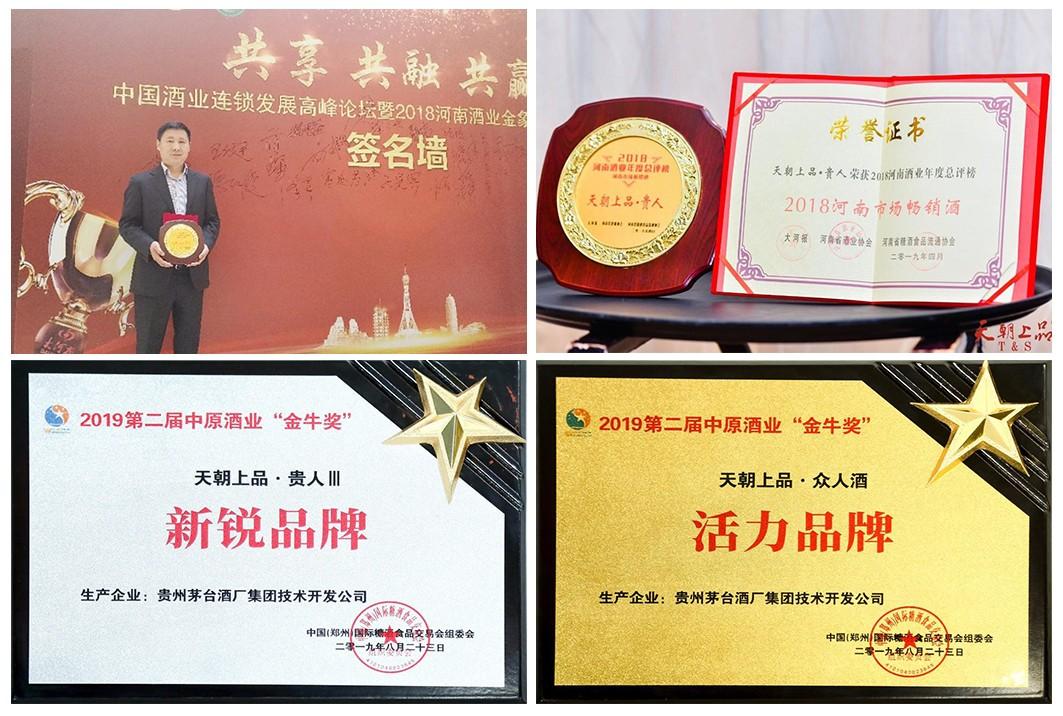 共享 共融 共赢
中国酒业连锁发展高峰论坛暨2018河南酒业金象
签名墙
2018
河南酒业年度总评榜
天朝上品·贵人
荣誉证书
天朝上品·贵人 荣获2018河南酒业年度总评榜
2018河南市场畅销酒
大河报 河南省酒业协会 河南省糖酒食品流通协会
二零一九年四月
天朝上品
T&S
2019第二届中原酒业“金牛奖”
天朝上品·贵人Ⅲ
新锐品牌
生产企业：贵州茅台酒厂集团技术开发公司
中国(郑州)国际糖酒食品交易会组委会
二零一九年八月二十三日
4101040023845
2019第二届中原酒业“金牛奖”
天朝上品·众人酒
活力品牌
生产企业：贵州茅台酒厂集团技术开发公司
中国(郑州)国际糖酒食品交易会组委会
二零一九年八月二十三日
4101040023845